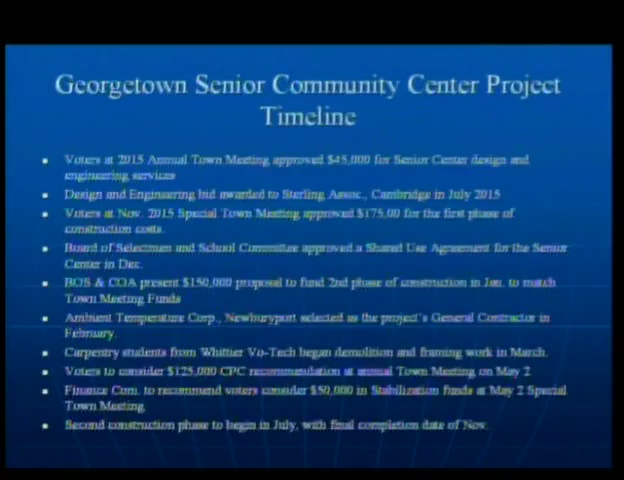 Georgetown Senior Community Center Project
Timeline
Voters at 2015 Annual Town Meeting approved $45,000 for Senior Center design and
engineering services
Design and Engineering bid awarded to Sterling Assoc., Cambridge in July 2015
Voters at Nov. 2015 Special Town Meeting approved $175,00 for the first phase of
construction costs.
Board of Selectmen and School Committee approved a Shared Use Agreement for the Senior
Center in Dec.
BOS & COA present $150,000 proposal to fund 2nd phase of construction in Jan. to match
Town Meeting Funds
Ambient Temperature Corp., Newburyport selected as the project's General Contractor in
February.
Carpentry students from Whittier Vo-Tech began demolition and framing work in March.
Voters to consider $125,000 CPC recommendation at annual Town Meeting on May 2
Finance Com. to recommend voters consider $50,000 in Stabilization funds at May 2 Special
Town Meeting.
Second construction phase to begin in July, with final completion date of Nov.